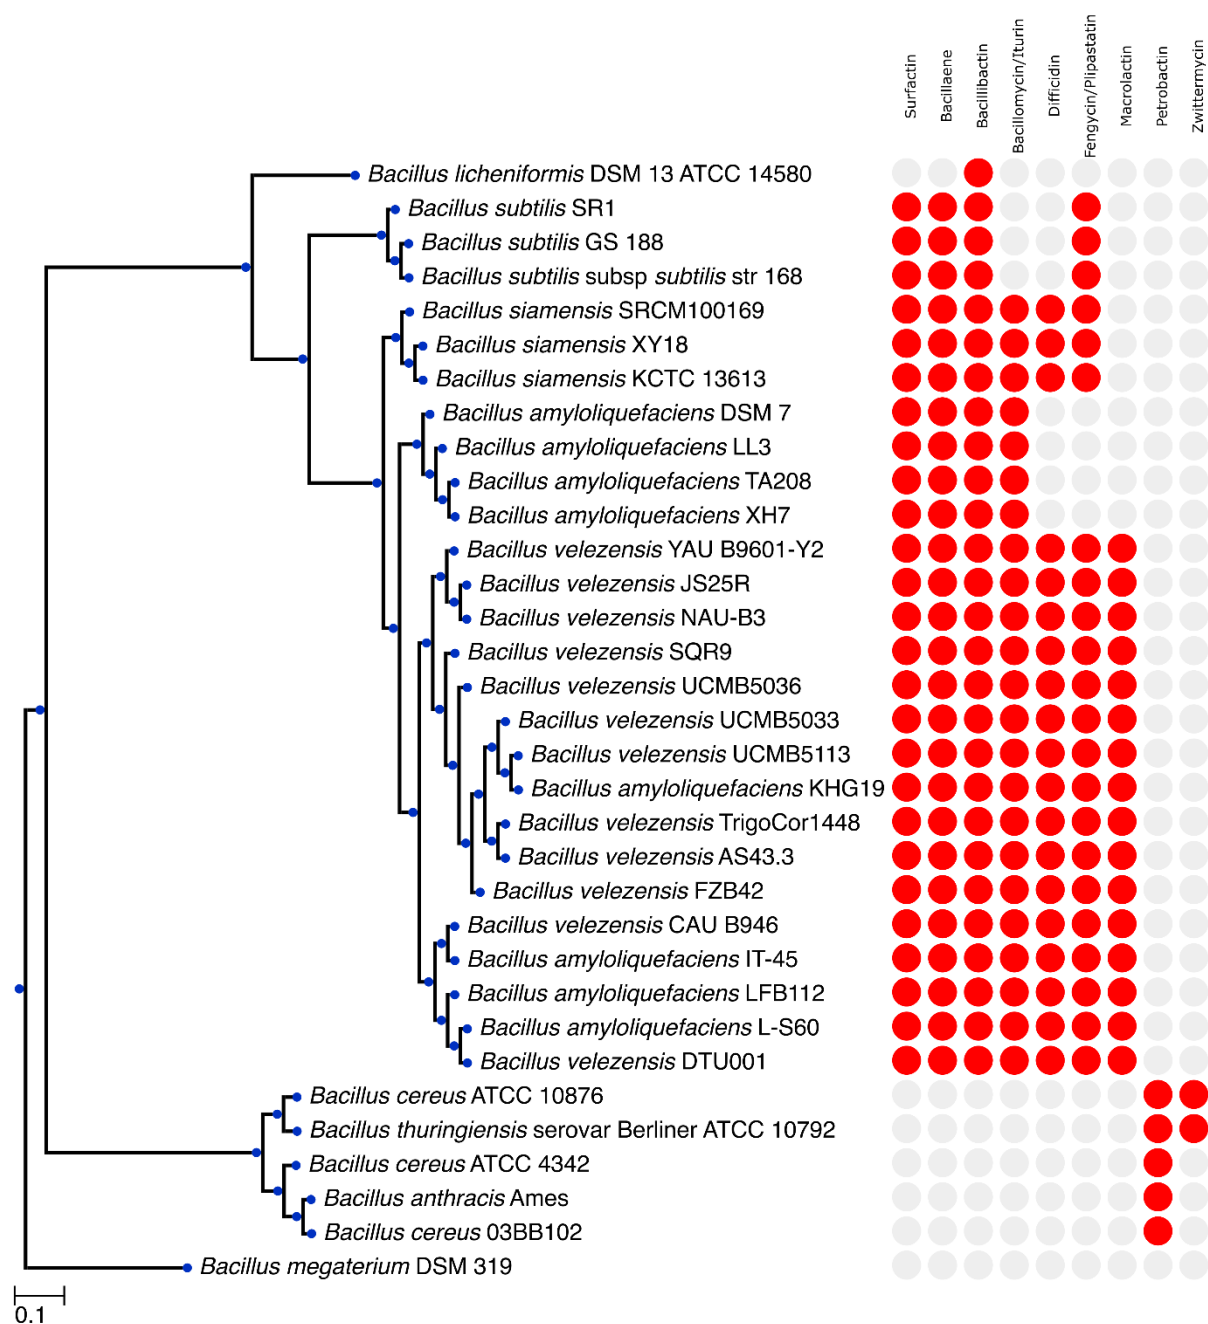 Surfactin
Bacillaene
Bacillibactin
Bacillomycin/Iturin
Difficidin
Fengycin/Plipastatin
Macrolactin
Petrobactin
Zwittermycin
Bacillus licheniformis DSM 13 ATCC 14580
Bacillus subtilis SR1
Bacillus subtilis GS 188
Bacillus subtilis subsp subtilis str 168
Bacillus siamensis SRCM100169
Bacillus siamensis XY18
Bacillus siamensis KCTC 13613
Bacillus amyloliquefaciens DSM 7
Bacillus amyloliquefaciens LL3
Bacillus amyloliquefaciens TA208
Bacillus amyloliquefaciens XH7
Bacillus velezensis YAU B9601-Y2
Bacillus velezensis JS25R
Bacillus velezensis NAU-B3
Bacillus velezensis SQR9
Bacillus velezensis UCMB5036
Bacillus velezensis UCMB5033
Bacillus velezensis UCMB5113
Bacillus amyloliquefaciens KHG19
Bacillus velezensis TrigoCor1448
Bacillus velezensis AS43.3
Bacillus velezensis FZB42
Bacillus velezensis CAU B946
Bacillus amyloliquefaciens IT-45
Bacillus amyloliquefaciens LFB112
Bacillus amyloliquefaciens L-S60
Bacillus velezensis DTU001
Bacillus cereus ATCC 10876
Bacillus thuringiensis serovar Berliner ATCC 10792
Bacillus cereus ATCC 4342
Bacillus anthracis Ames
Bacillus cereus 03BB102
Bacillus megaterium DSM 319
0.1